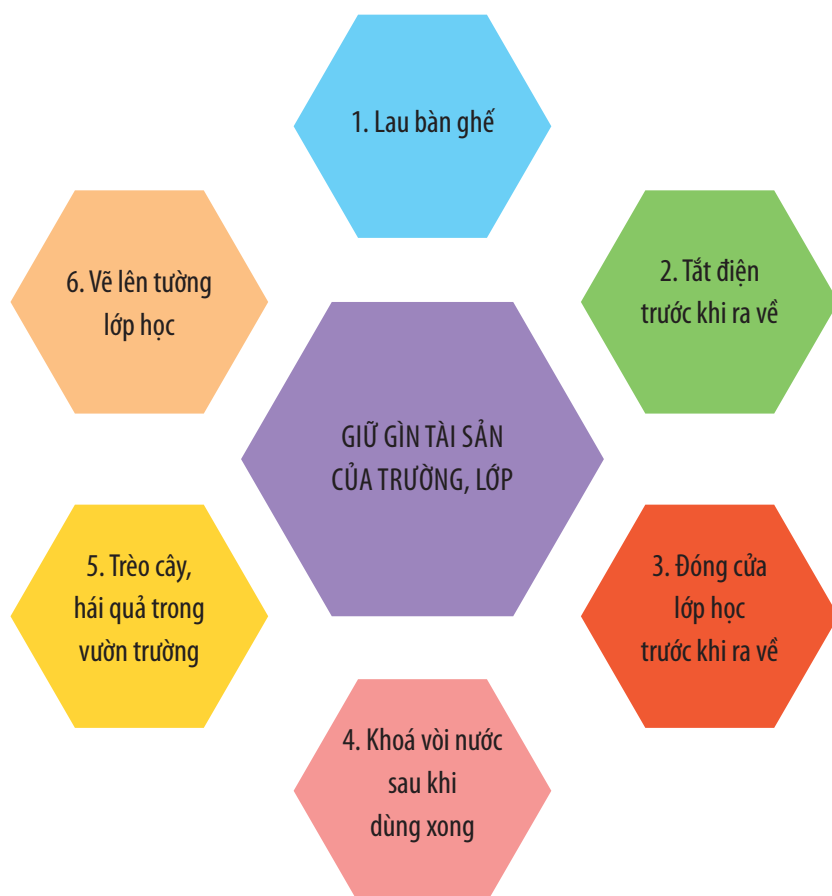 1. Lau bàn ghế
2. Tắt điện
trước khi ra về
3. Đóng cửa
lớp học
trước khi ra về
4. Khoá vòi nước
sau khi
dùng xong
5. Trèo cây,
hái quả trong
vườn trường
6. Vẽ lên tường
lớp học
GIỮ GÌN TÀI SẢN
CỦA TRƯỜNG, LỚP